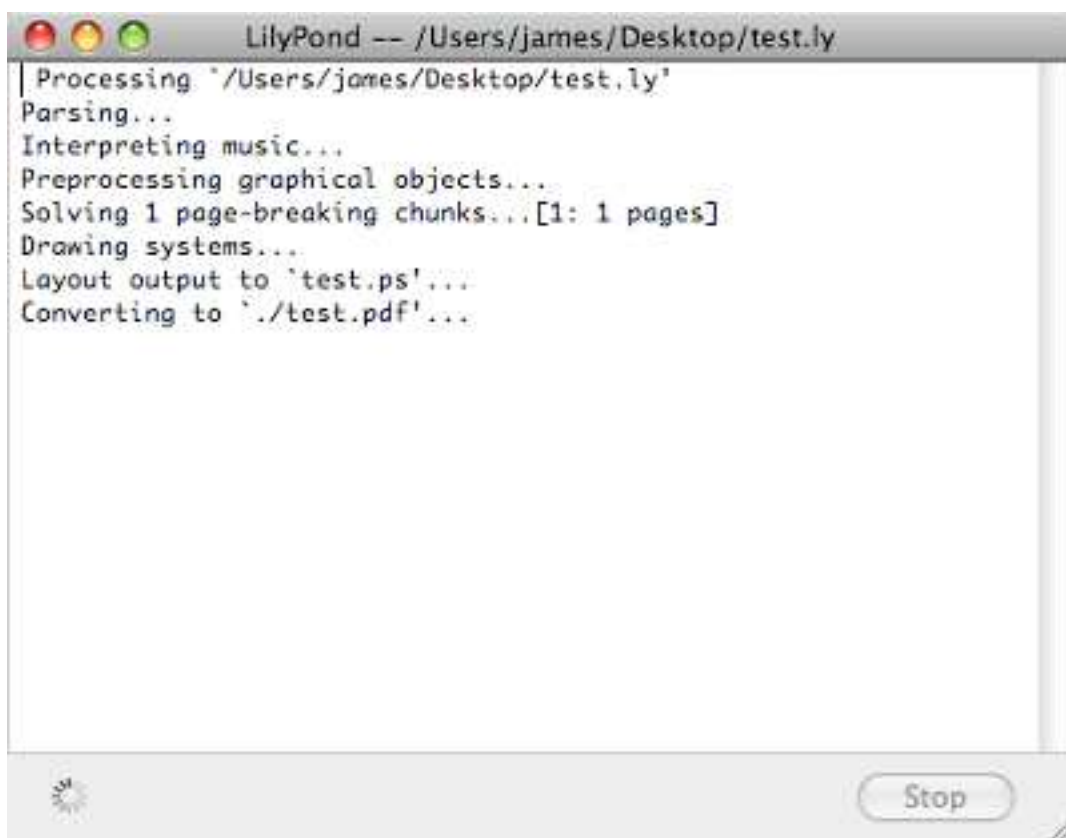 LilyPond -- /Users/james/Desktop/test.ly
Processing `/Users/james/Desktop/test.ly'
Parsing...
Interpreting music...
Preprocessing graphical objects...
Solving 1 page-breaking chunks...[1: 1 pages]
Drawing systems...
Layout output to `test.ps'...
Converting to `./test.pdf'...
Stop